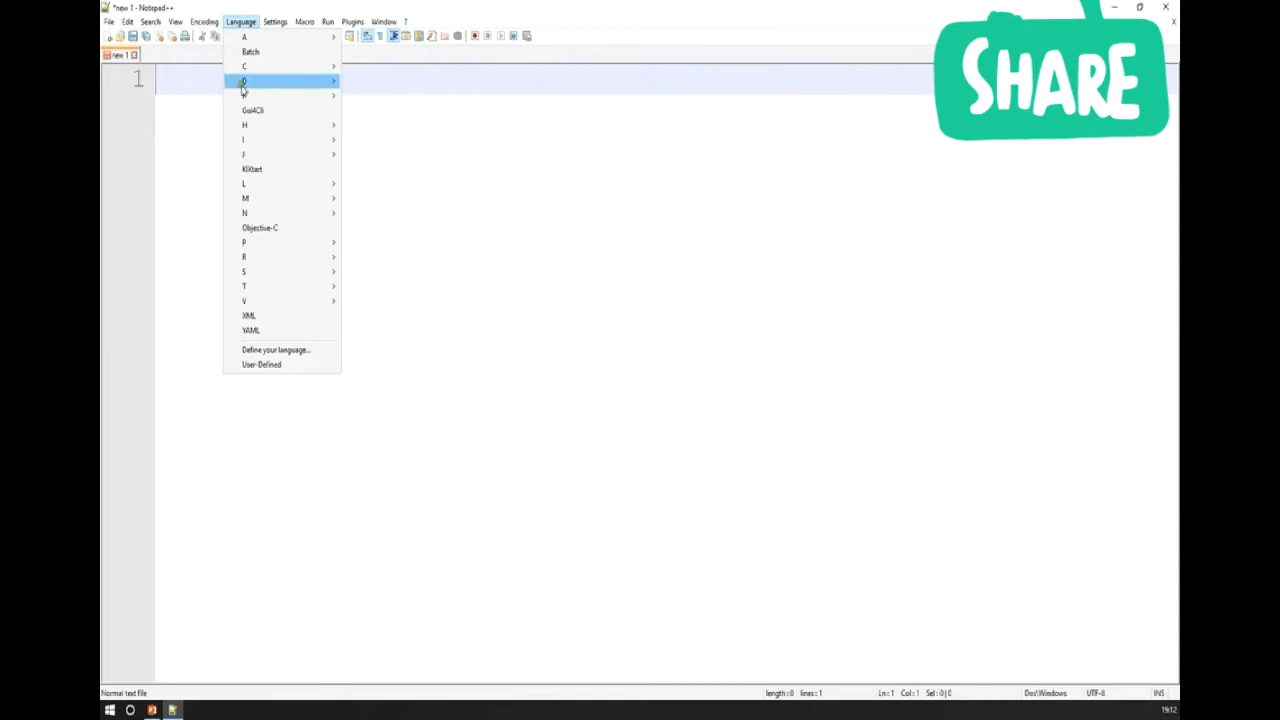 *new 1 - Notepad++
File Edit Search View Encoding Language Settings Macro Run Plugins Window ?
new 1
1
A
Batch
C
D
F
Gui4Cli
H
I
J
KIXtart
L
M
N
Objective-C
P
R
S
T
V
XML
YAML
Define your language...
User-Defined
SHARE
Normal text file
length : 0 lines : 1
Ln : 1 Col : 1 Sel : 0 | 0
Dos\Windows
UTF-8
INS
19:12